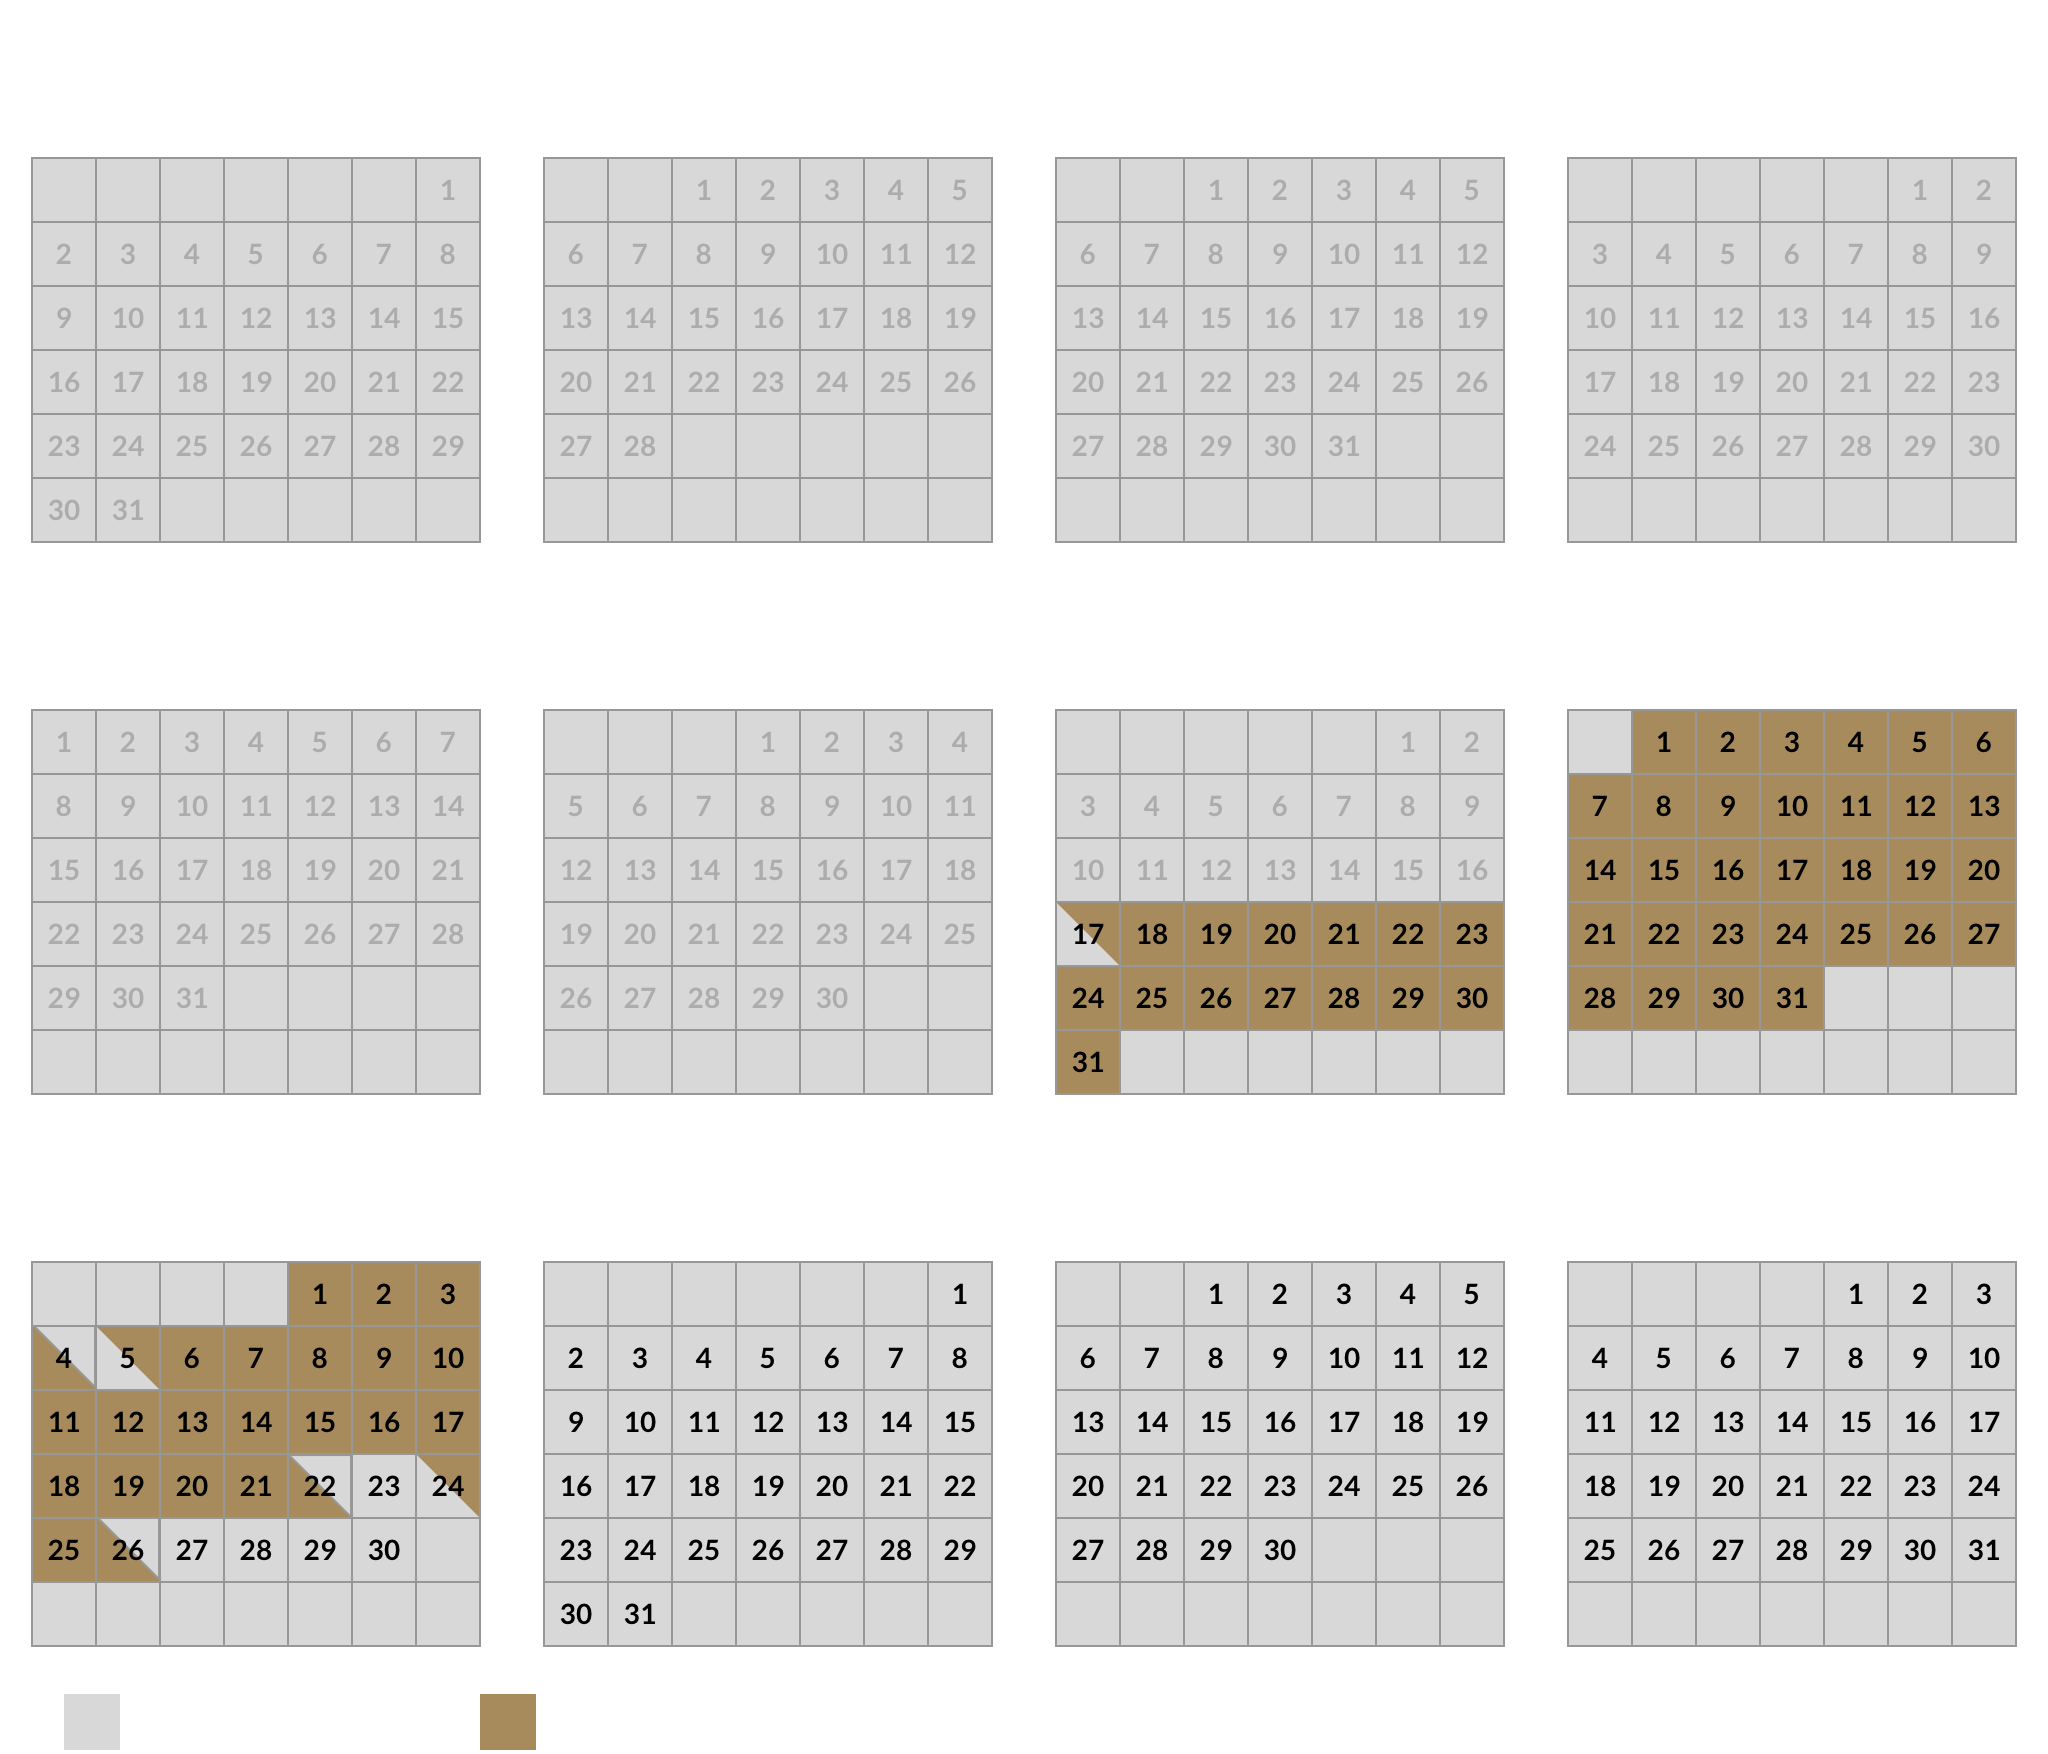 1
2 3 4 5 6 7 8
9 10 11 12 13 14 15
16 17 18 19 20 21 22
23 24 25 26 27 28 29
30 31
1 2 3 4 5
6 7 8 9 10 11 12
13 14 15 16 17 18 19
20 21 22 23 24 25 26
27 28
1 2 3 4 5
6 7 8 9 10 11 12
13 14 15 16 17 18 19
20 21 22 23 24 25 26
27 28 29 30 31
1 2
3 4 5 6 7 8 9
10 11 12 13 14 15 16
17 18 19 20 21 22 23
24 25 26 27 28 29 30
1 2 3 4 5 6 7
8 9 10 11 12 13 14
15 16 17 18 19 20 21
22 23 24 25 26 27 28
29 30 31
1 2 3 4
5 6 7 8 9 10 11
12 13 14 15 16 17 18
19 20 21 22 23 24 25
26 27 28 29 30
1 2
3 4 5 6 7 8 9
10 11 12 13 14 15 16
17 18 19 20 21 22 23
24 25 26 27 28 29 30
31
1 2 3 4 5 6
7 8 9 10 11 12 13
14 15 16 17 18 19 20
21 22 23 24 25 26 27
28 29 30 31
1 2 3
4 5 6 7 8 9 10
11 12 13 14 15 16 17
18 19 20 21 22 23 24
25 26 27 28 29 30
1
2 3 4 5 6 7 8
9 10 11 12 13 14 15
16 17 18 19 20 21 22
23 24 25 26 27 28 29
30 31
1 2 3 4 5
6 7 8 9 10 11 12
13 14 15 16 17 18 19
20 21 22 23 24 25 26
27 28 29 30
1 2 3
4 5 6 7 8 9 10
11 12 13 14 15 16 17
18 19 20 21 22 23 24
25 26 27 28 29 30 31